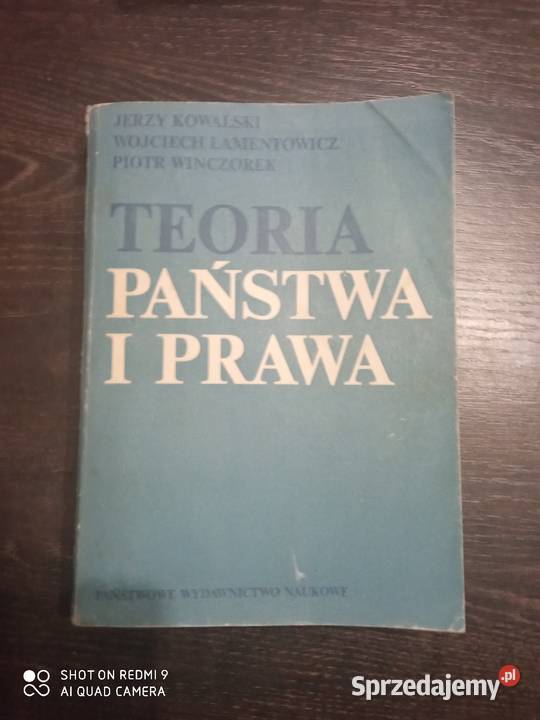 JERZY KOWALSKI
WOJCIECH LAMENTOWICZ
PIOTR WINCZOREK
TEORIA
PAŃSTWA
I PRAWA
PAŃSTWOWE WYDAWNICTWO NAUKOWE
SHOT ON REDMI 9
AI QUAD CAMERA
Sprzedajemy.pl